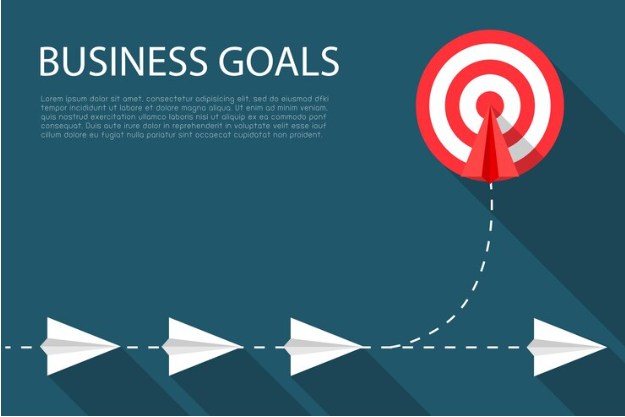 BUSINESS GOALS
Lorem ipsum dolor sit amet, consectetur adipisicing elit, sed do eiusmod dfki
tempor incididunt ut labore et dolore magna aliqua. Ut enim ad minim veniam,
quis nostrud exercitation ullamco laboris nisl ut aliquip ex ea commodo pont
consequat. Duis aute irure dolor in reprehenderit in voluptate velit esse iouf
cillum dolore eu fugiat nulla pariatur sint occaecat cupidatat non proident.